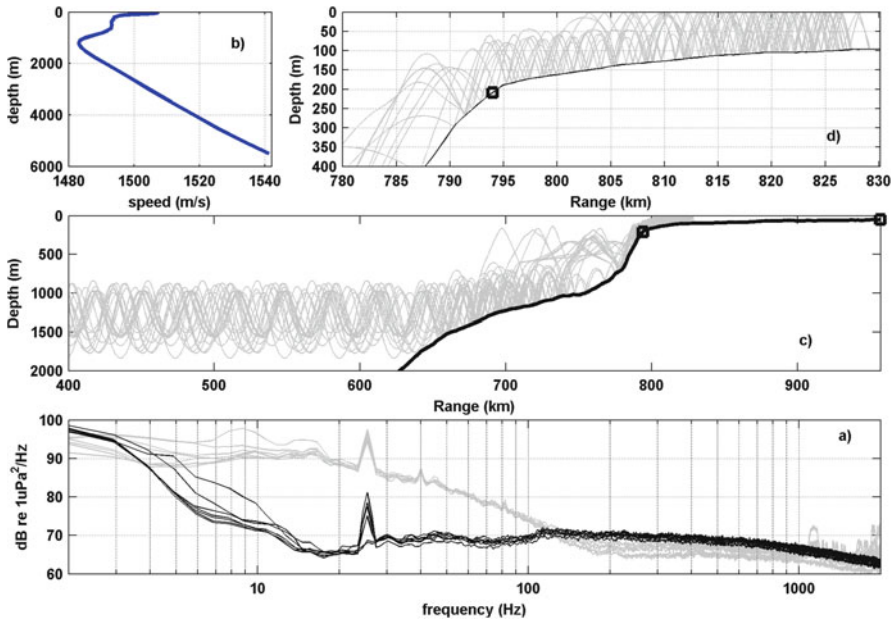 0
2000
4000
6000
depth (m)
b)
1480 1500 1520 1540
speed (m/s)
0
50
100
150
200
250
300
350
400
Depth (m)
d)
780 785 790 795 800 805 810 815 820 825 830
Range (km)
0
500
1000
1500
2000
Depth (m)
c)
400 500 600 700 800 900
Range (km)
100
90
80
70
60
dB re 1uPa²/Hz
a)
10 100 1000
frequency (Hz)